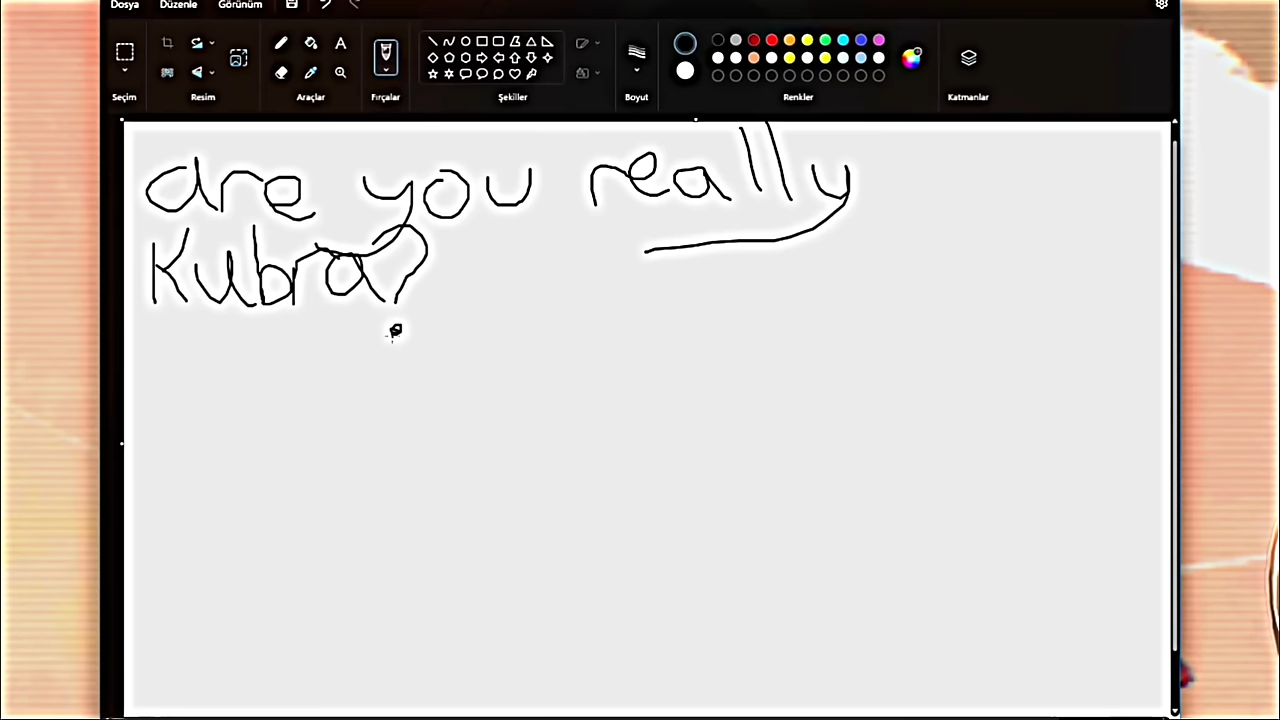 Dosya Düzenle Görünüm
Seçim Resim Araçlar Fırçalar Şekiller Boyut Renkler Katmanlar
are you really
Kubra?